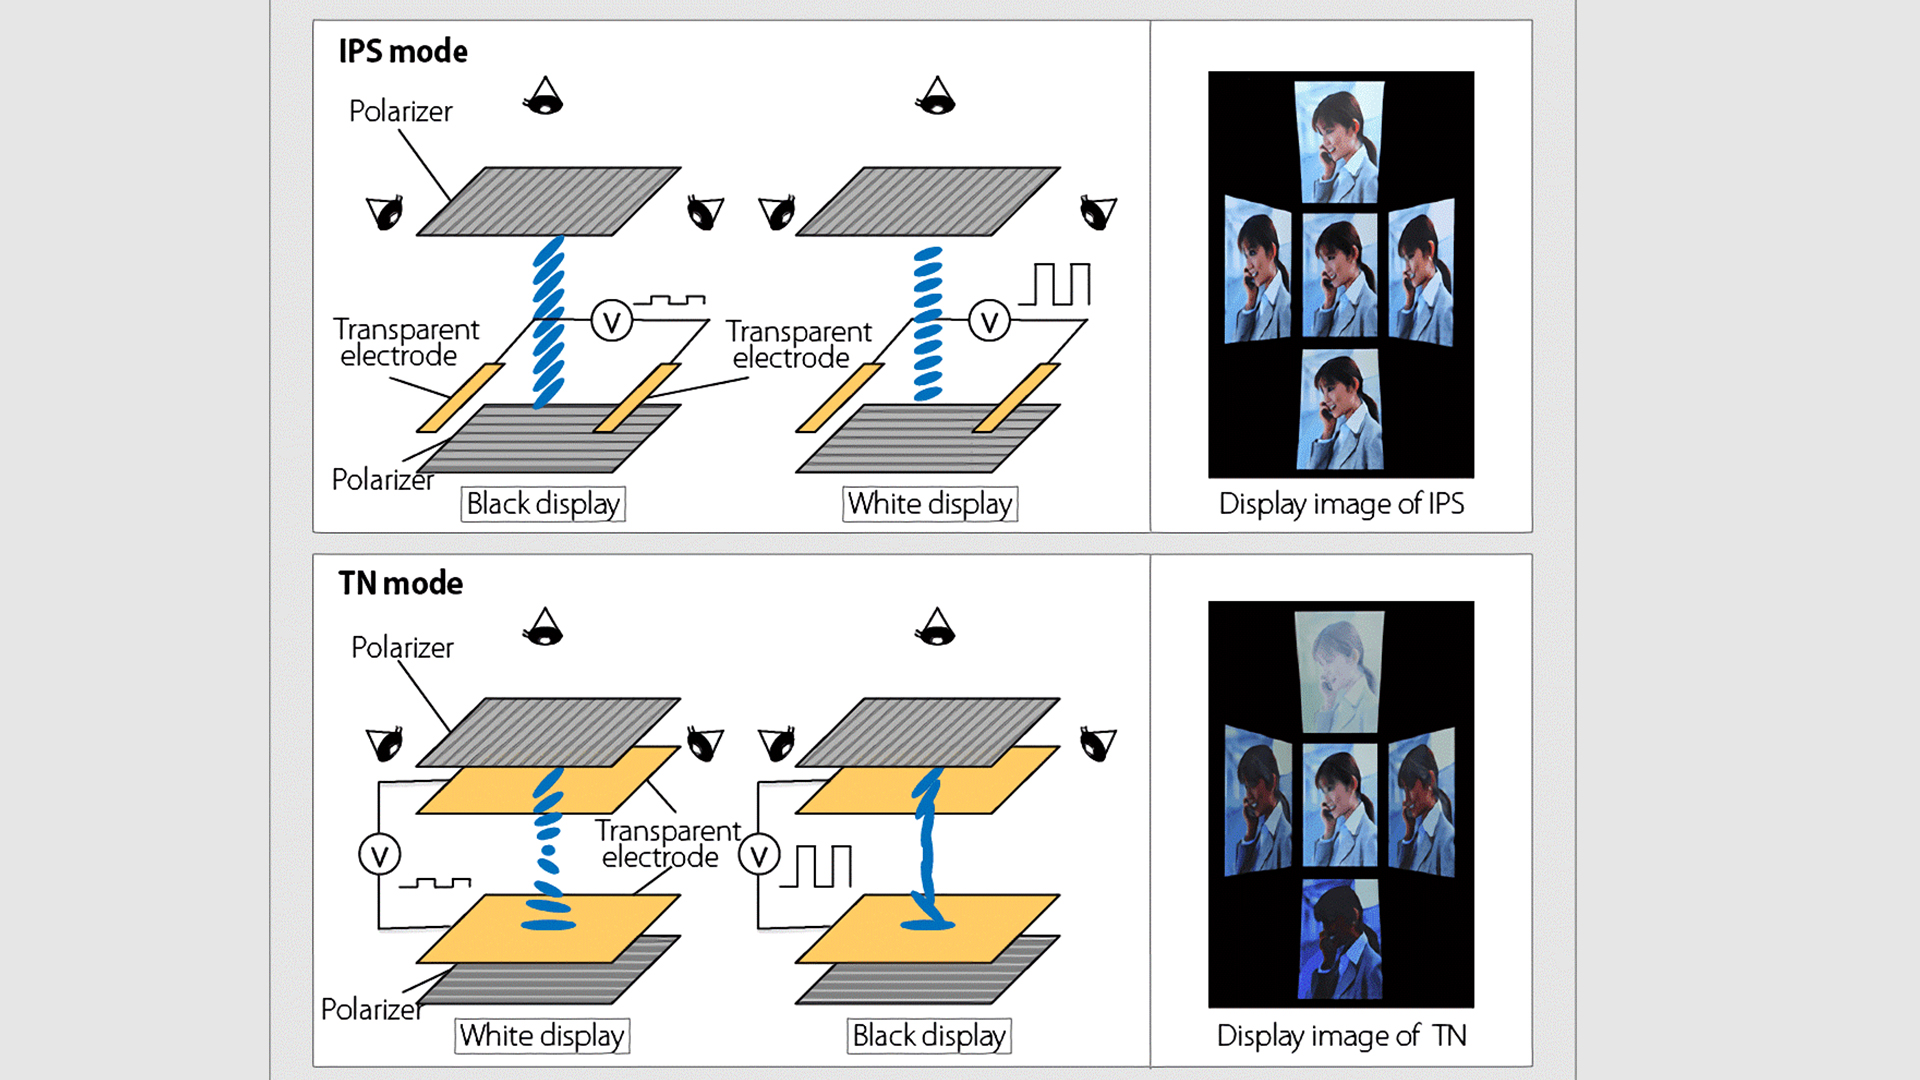 IPS mode
Polarizer
Transparent
electrode
V
Transparent
electrode
V
Polarizer
Black display
White display
Display image of IPS
TN mode
Polarizer
Transparent
electrode
V
V
Polarizer
White display
Black display
Display image of TN